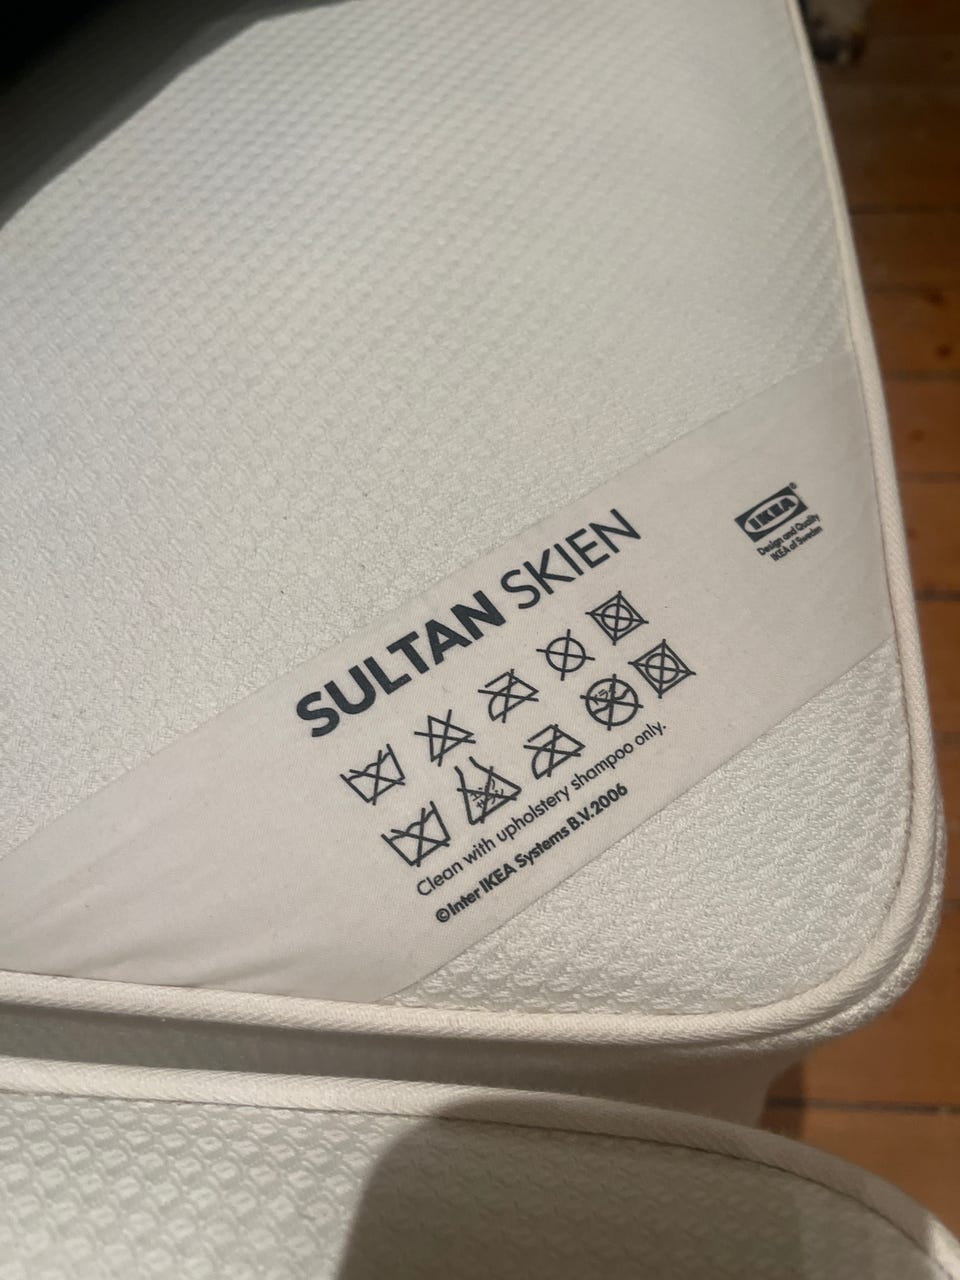 SULTAN SKIEN
IKEA®
Design and Quality
IKEA of Sweden
Clean with upholstery shampoo only.
©Inter IKEA Systems B.V. 2006